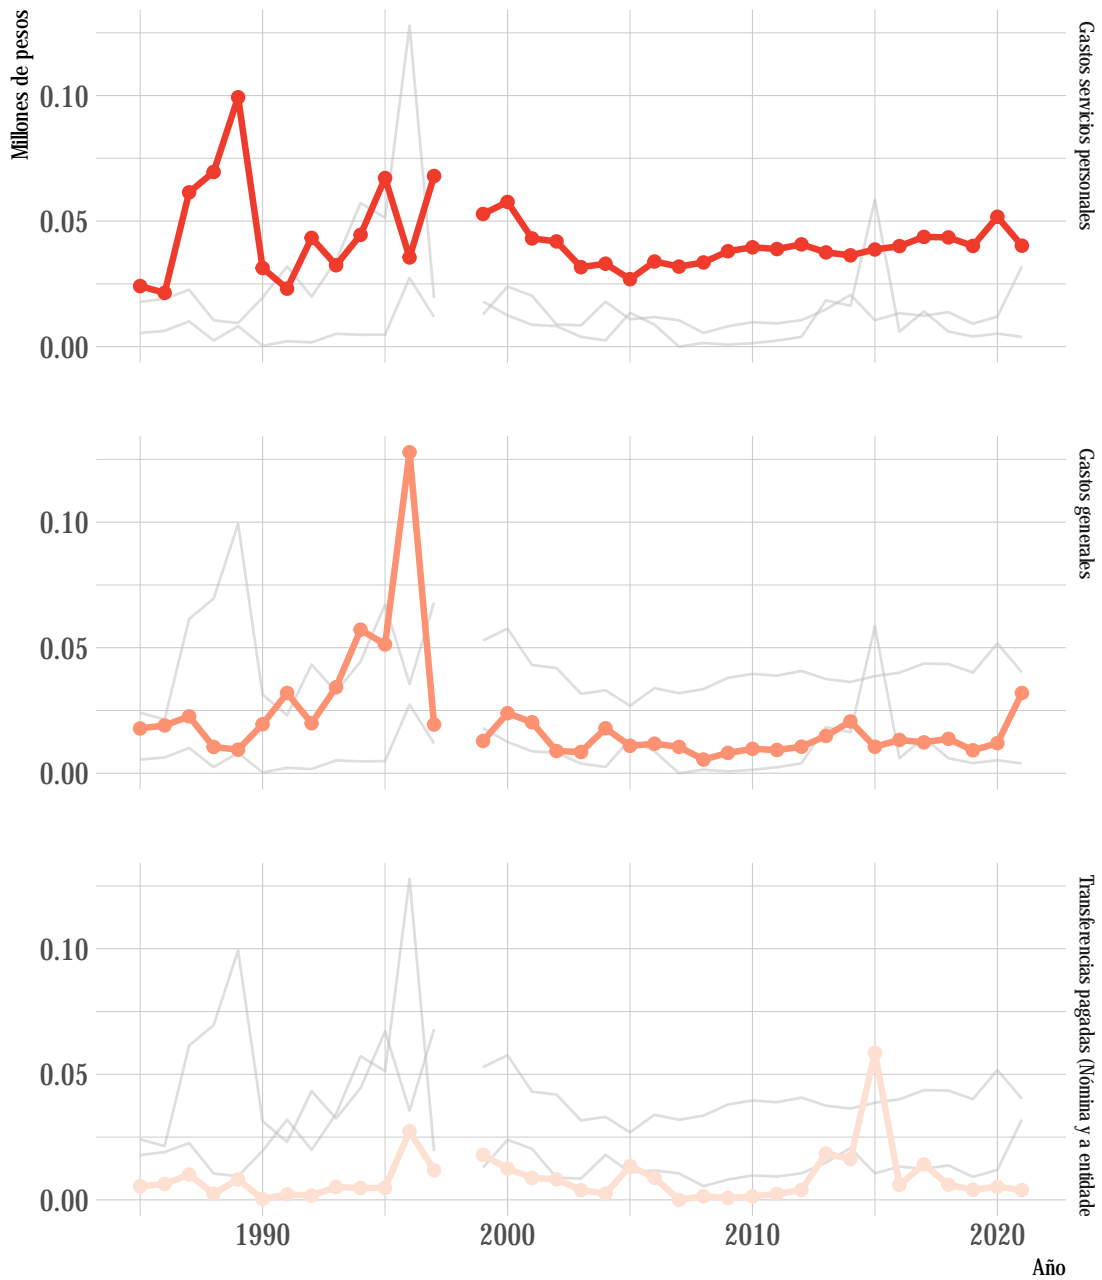 Millones de pesos
0.10
0.05
0.00
Gastos servicios personales
0.10
0.05
0.00
Gastos generales
0.10
0.05
0.00
Transferencias pagadas (Nómina y a entidade
1990
2000
2010
2020
Año